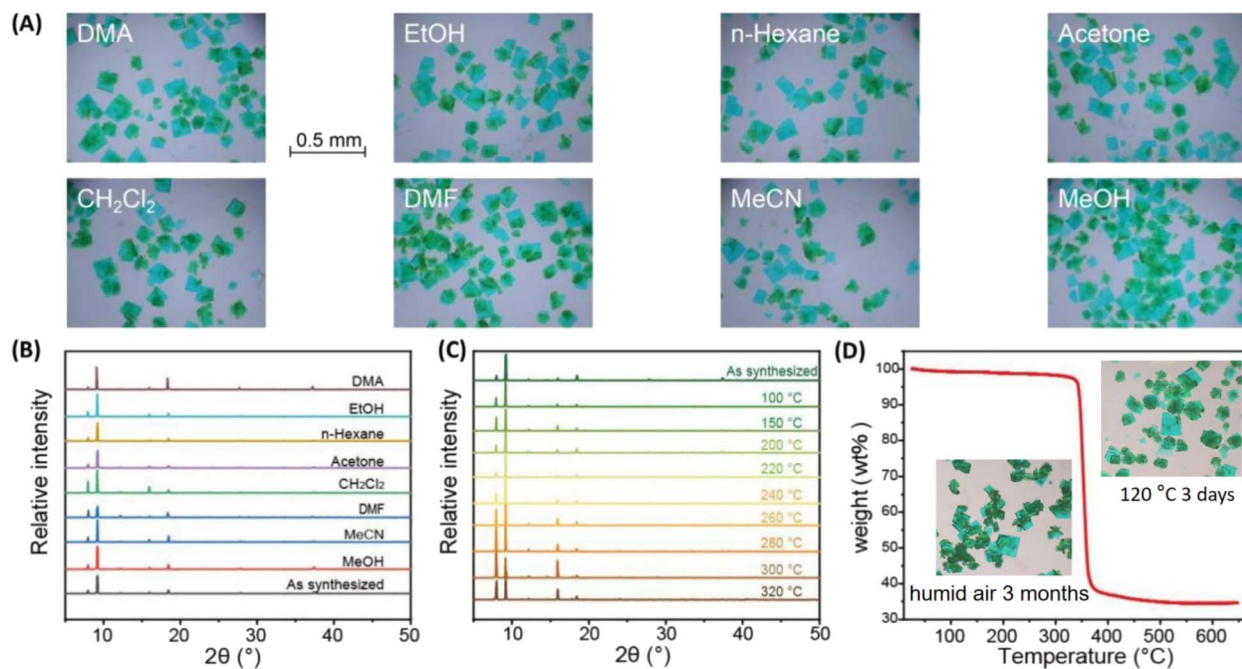 (A)
DMA
EtOH
n-Hexane
Acetone
0.5 mm
CH₂Cl₂
DMF
MeCN
MeOH
(B)
Relative intensity
DMA
EtOH
n-Hexane
Acetone
CH₂Cl₂
DMF
MeCN
MeOH
As synthesized
10 20 30 40 50
2θ (°)
(C)
Relative intensity
As synthesized
100 °C
150 °C
200 °C
220 °C
240 °C
260 °C
280 °C
300 °C
320 °C
10 20 30 40 50
2θ (°)
(D)
weight (wt%)
100
90
80
70
60
50
40
30
120 °C 3 days
humid air 3 months
100 200 300 400 500 600
Temperature (°C)